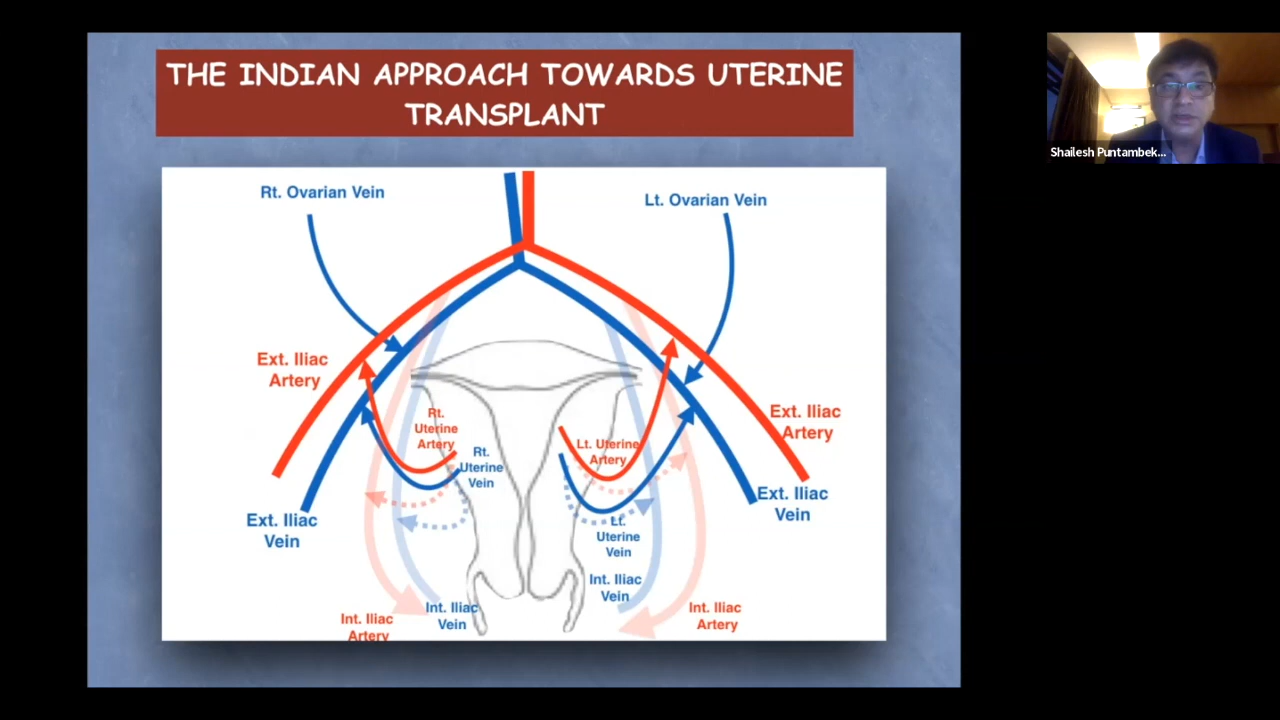 THE INDIAN APPROACH TOWARDS UTERINE
TRANSPLANT
Shailesh Puntambek...
Rt. Ovarian Vein
Lt. Ovarian Vein
Ext. Iliac
Artery
Ext. Iliac
Artery
Rt.
Uterine
Artery
Rt.
Uterine
Vein
Lt. Uterine
Artery
Ext. Iliac
Vein
Ext. Iliac
Vein
Lt.
Uterine
Vein
Int. Iliac
Vein
Int. Iliac
Artery
Int. Iliac
Vein
Int. Iliac
Artery